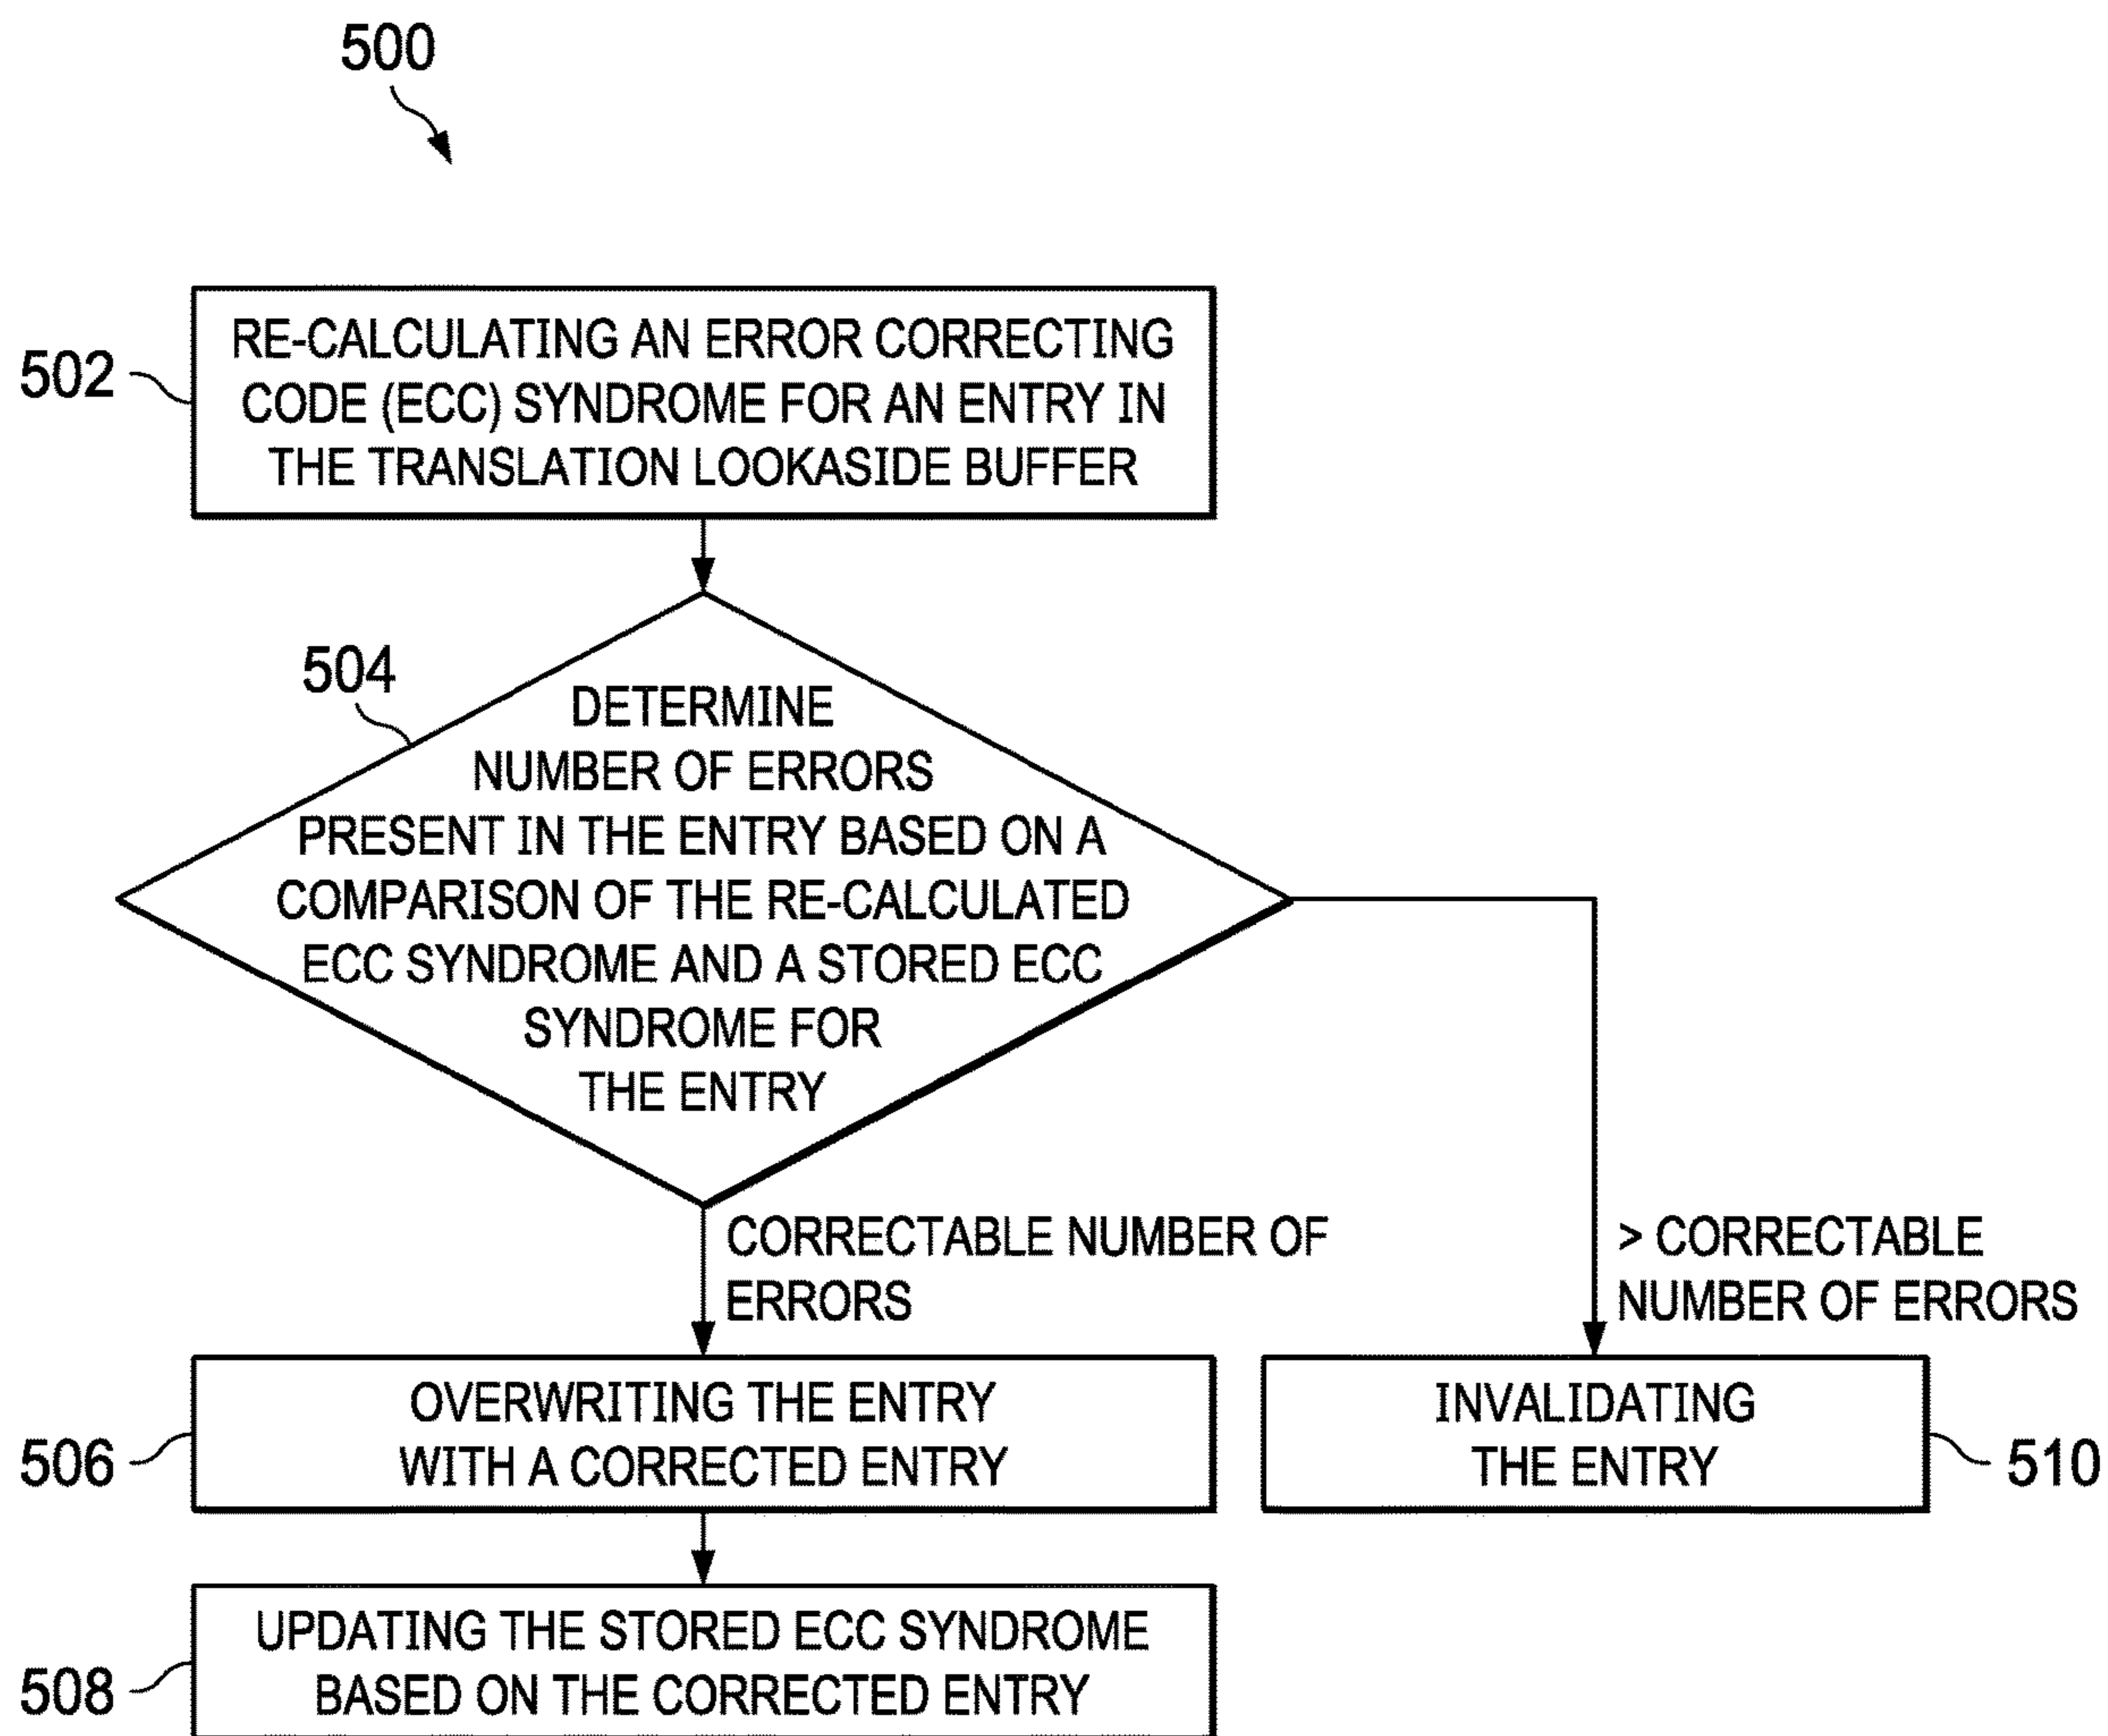 500
502
RE-CALCULATING AN ERROR CORRECTING
CODE (ECC) SYNDROME FOR AN ENTRY IN
THE TRANSLATION LOOKASIDE BUFFER
504
DETERMINE
NUMBER OF ERRORS
PRESENT IN THE ENTRY BASED ON A
COMPARISON OF THE RE-CALCULATED
ECC SYNDROME AND A STORED ECC
SYNDROME FOR
THE ENTRY
CORRECTABLE NUMBER OF
ERRORS
> CORRECTABLE
NUMBER OF ERRORS
506
OVERWRITING THE ENTRY
WITH A CORRECTED ENTRY
INVALIDATING
THE ENTRY
510
508
UPDATING THE STORED ECC SYNDROME
BASED ON THE CORRECTED ENTRY